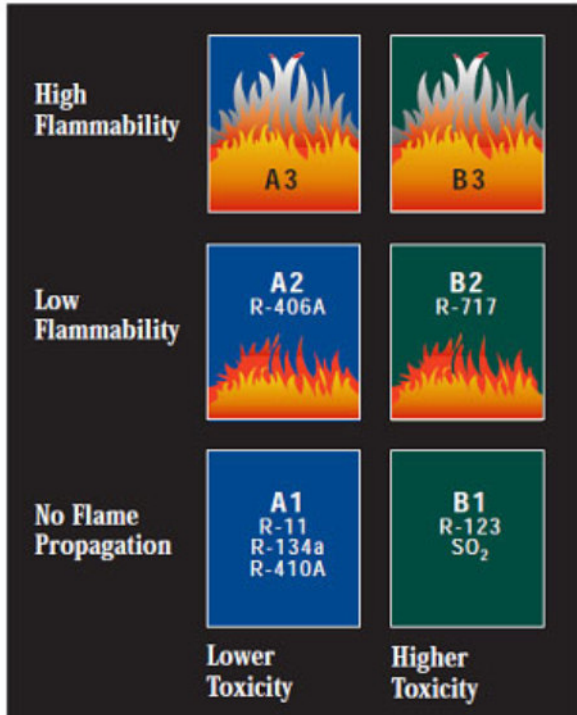 High
Flammability
A3
B3
Low
Flammability
A2
R-406A
B2
R-717
No Flame
Propagation
A1
R-11
R-134a
R-410A
B1
R-123
SO₂
Lower
Toxicity
Higher
Toxicity